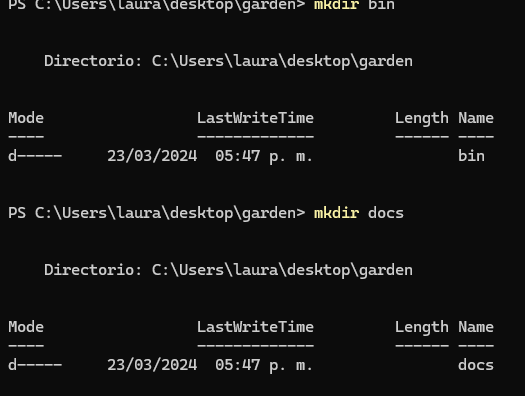 PS C:\Users\laura\desktop\garden> mkdir bin
Directorio: C:\Users\laura\desktop\garden
Mode                 LastWriteTime         Length Name
----                 -------------         ------ ----
d-----        23/03/2024  05:47 p. m.                bin
PS C:\Users\laura\desktop\garden> mkdir docs
Directorio: C:\Users\laura\desktop\garden
Mode                 LastWriteTime         Length Name
----                 -------------         ------ ----
d-----        23/03/2024  05:47 p. m.                docs